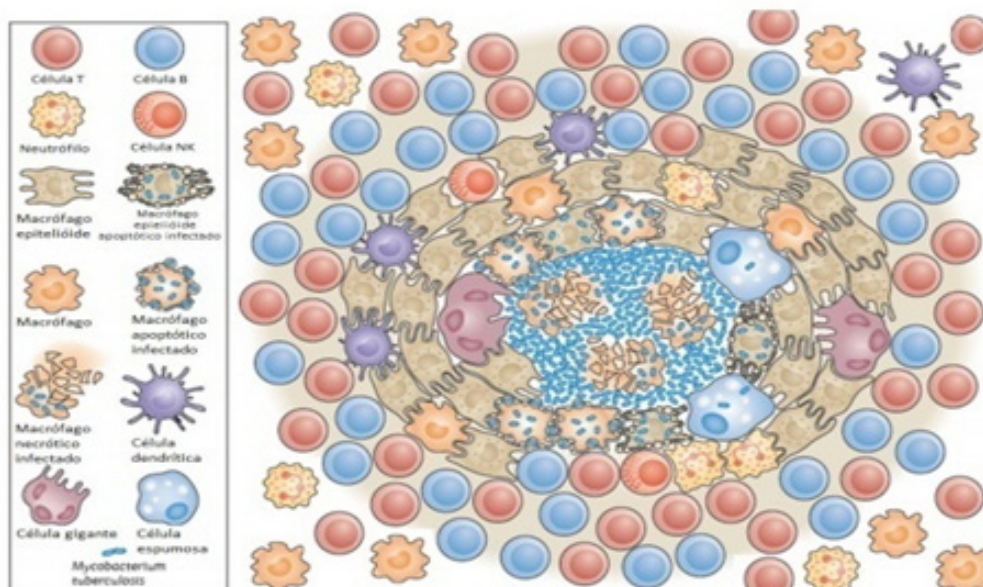 Célula T
Célula B
Neutrófilo
Célula NK
Macrófago
epitelióide
Macrófago
epitelióide
apoptótico infectado
Macrófago
Macrófago
apoptótico
infectado
Macrófago
necrótico
infectado
Célula
dendrítica
Célula gigante
Célula
espumosa
Mycobacterium
tuberculosis